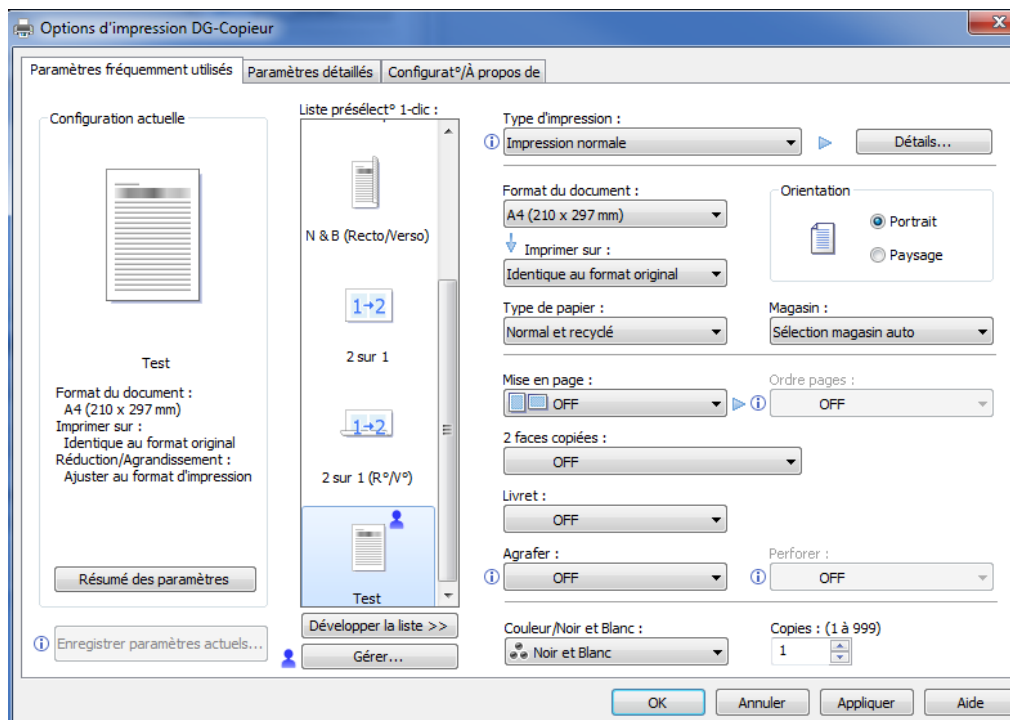 Options d'impression DG-Copieur
X
Paramètres fréquemment utilisés
Paramètres détaillés
Configurat°/À propos de
Configuration actuelle
Test
Format du document :
A4 (210 x 297 mm)
Imprimer sur :
Identique au format original
Réduction/Agrandissement :
Ajuster au format d'impression
Résumé des paramètres
Enregistrer paramètres actuels...
Liste présélect° 1-clic :
N & B (Recto/Verso)
1→2
2 sur 1
1→2
2 sur 1 (R°/V°)
Test
Développer la liste >>
Gérer...
Type d'impression :
Impression normale
Détails...
Format du document :
A4 (210 x 297 mm)
Orientation
Portrait
Paysage
Imprimer sur :
Identique au format original
Type de papier :
Normal et recyclé
Magasin :
Sélection magasin auto
Mise en page :
OFF
Ordre pages :
OFF
2 faces copiées :
OFF
Livret :
OFF
Agrafer :
OFF
Perforer :
OFF
Couleur/Noir et Blanc :
Noir et Blanc
Copies : (1 à 999)
1
OK
Annuler
Appliquer
Aide